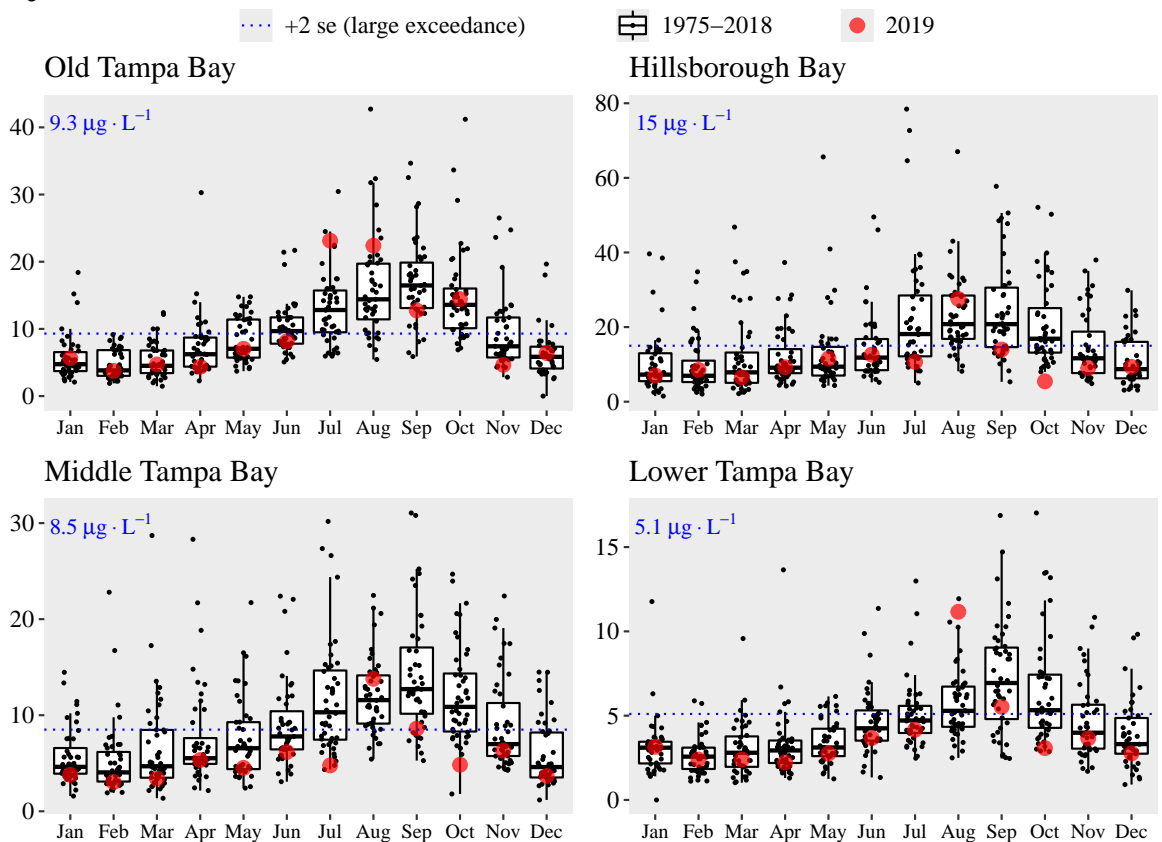 +2 se (large exceedance) 1975−2018 2019
Old Tampa Bay
9.3 μg · L⁻¹
40
30
20
10
0
Jan Feb Mar Apr May Jun Jul Aug Sep Oct Nov Dec
Hillsborough Bay
15 μg · L⁻¹
80
60
40
20
0
Jan Feb Mar Apr May Jun Jul Aug Sep Oct Nov Dec
Middle Tampa Bay
8.5 μg · L⁻¹
30
20
10
0
Jan Feb Mar Apr May Jun Jul Aug Sep Oct Nov Dec
Lower Tampa Bay
5.1 μg · L⁻¹
15
10
5
0
Jan Feb Mar Apr May Jun Jul Aug Sep Oct Nov Dec